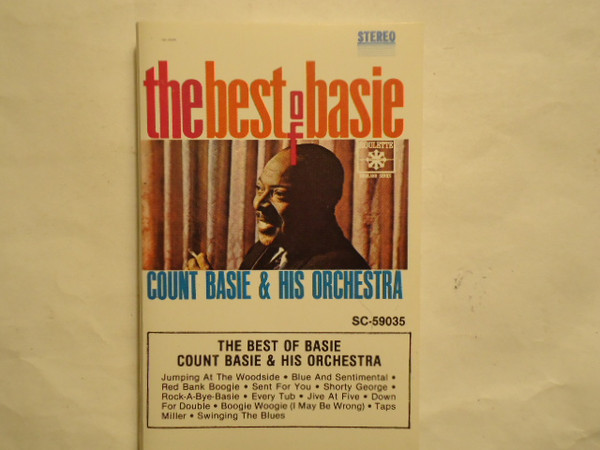 STEREO
the best of basie
ROULETTE
COUNT BASIE & HIS ORCHESTRA
SC-59035
THE BEST OF BASIE
COUNT BASIE & HIS ORCHESTRA
Jumping At The Woodside • Blue And Sentimental •
Red Bank Boogie • Sent For You • Shorty George •
Rock-A-Bye-Basie • Every Tub • Jive At Five • Down
For Double • Boogie Woogie (I May Be Wrong) • Taps
Miller • Swinging The Blues